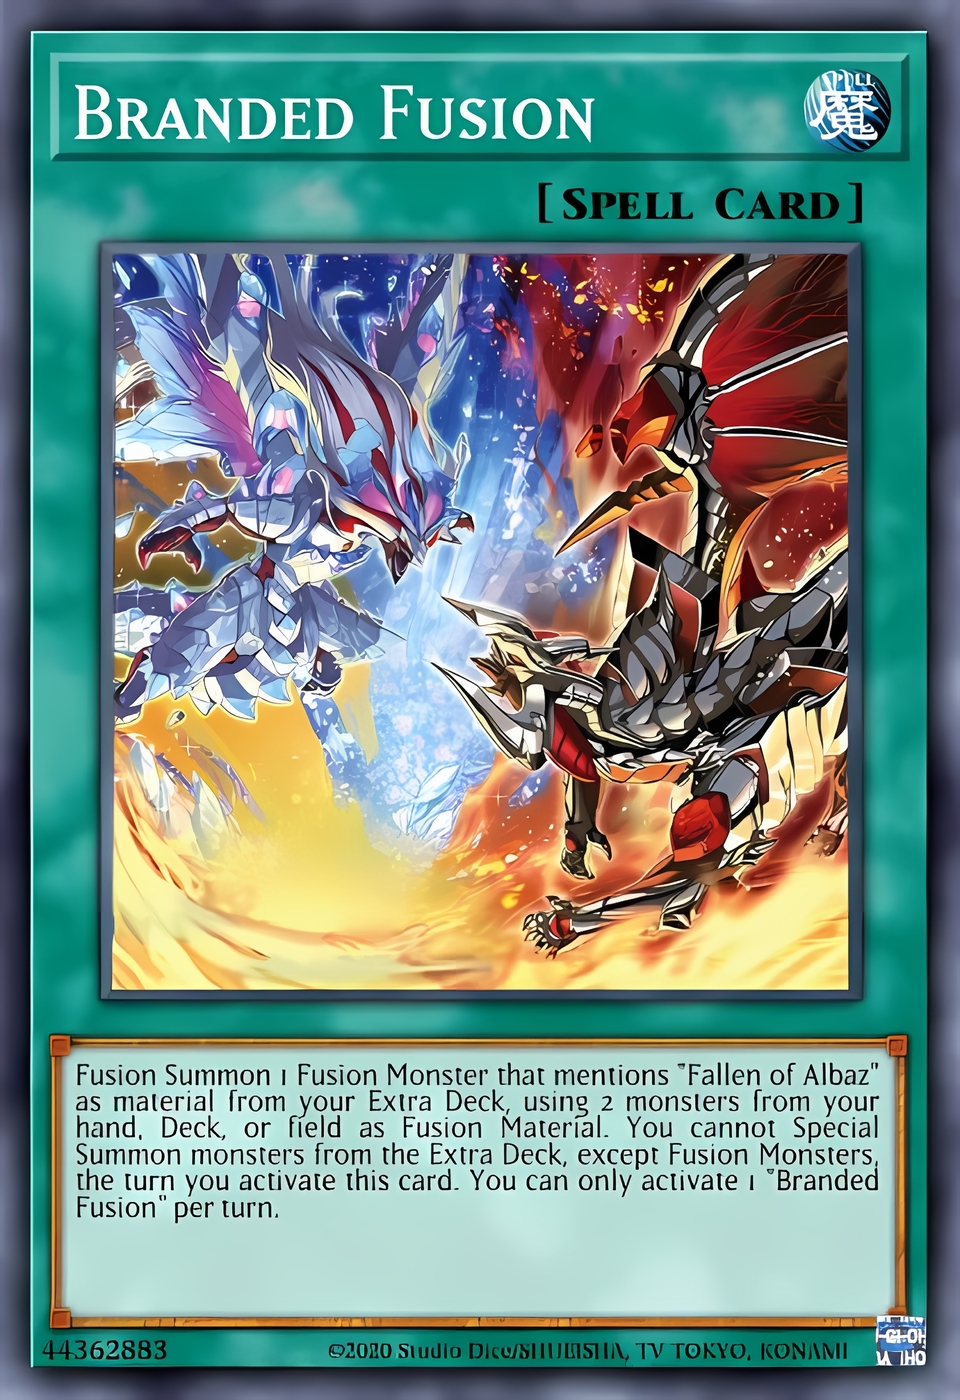 BRANDED FUSION
魔
[SPELL CARD]
Fusion Summon 1 Fusion Monster that mentions "Fallen of Albaz"
as material from your Extra Deck, using 2 monsters from your
hand, Deck, or field as Fusion Material. You cannot Special
Summon monsters from the Extra Deck, except Fusion Monsters,
the turn you activate this card. You can only activate 1 "Branded
Fusion" per turn.
44362883
©2020 Studio Dice/SHUEISHA, TV TOKYO, KONAMI